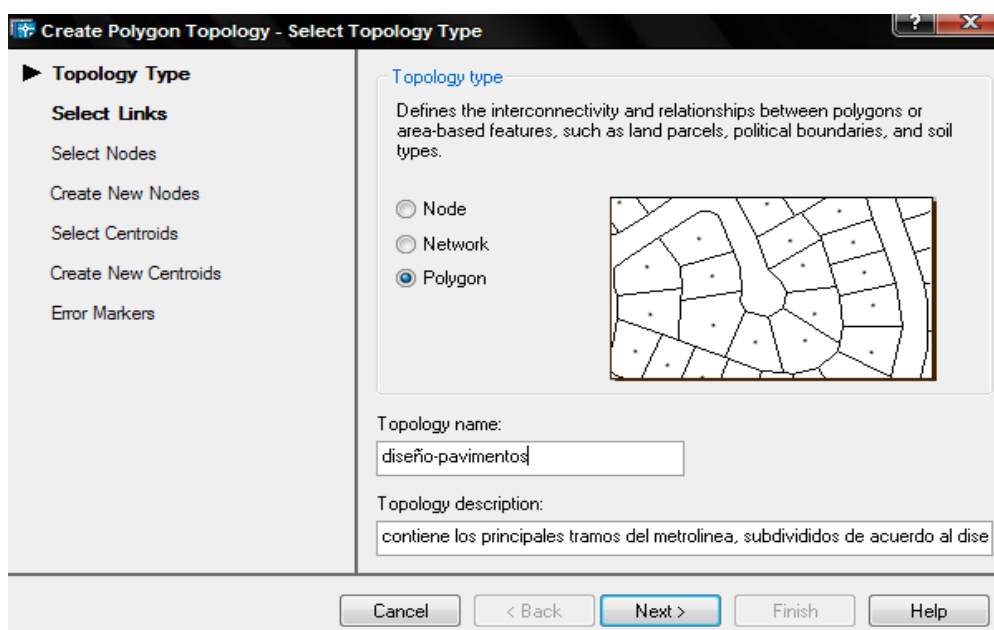 Create Polygon Topology - Select Topology Type
Topology Type
Select Links
Select Nodes
Create New Nodes
Select Centroids
Create New Centroids
Error Markers
Topology type
Defines the interconnectivity and relationships between polygons or
area-based features, such as land parcels, political boundaries, and soil
types.
Node
Network
Polygon
Topology name:
diseño-pavimentos
Topology description:
contiene los principales tramos del metrolinea, subdivididos de acuerdo al dise
Cancel
< Back
Next >
Finish
Help